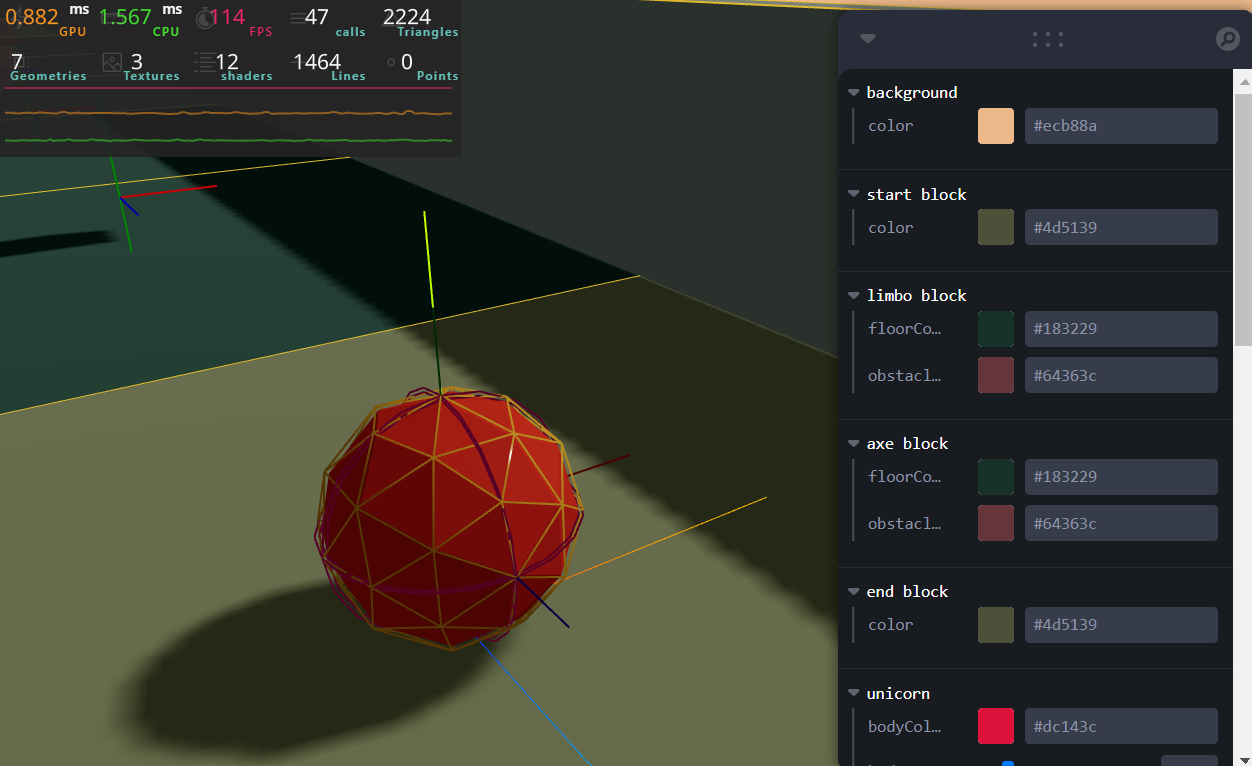 0.882 ms GPU 1.567 ms CPU 114 FPS 47 calls 2224 Triangles
7 Geometries 3 Textures 12 shaders 1464 Lines 0 Points
background
color #ecb88a
start block
color #4d5139
limbo block
floorCo… #183229
obstacl… #64363c
axe block
floorCo… #183229
obstacl… #64363c
end block
color #4d5139
unicorn
bodyCol… #dc143c